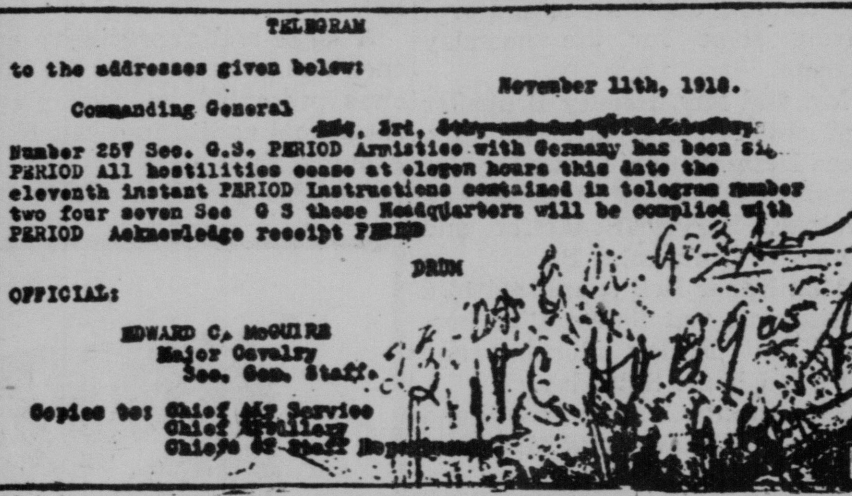 TELEGRAM
to the addresses given below:
November 11th, 1918.
Commanding General
1st, 3rd,
Number 257 Sec. G.S. PERIOD Armistice with Germany has been sig
PERIOD All hostilities cease at eleven hours this date the
eleventh instant PERIOD Instructions contained in telegram number
two four seven Sec G S these Headquarters will be complied with
PERIOD Acknowledge receipt PERIOD
DRUM
OFFICIAL:
EDWARD C. McGUIRE
Major Cavalry
Sec. Gen. Staff.
Copies to: Chief Air Service
Chief Artillery
Chiefs of Staff